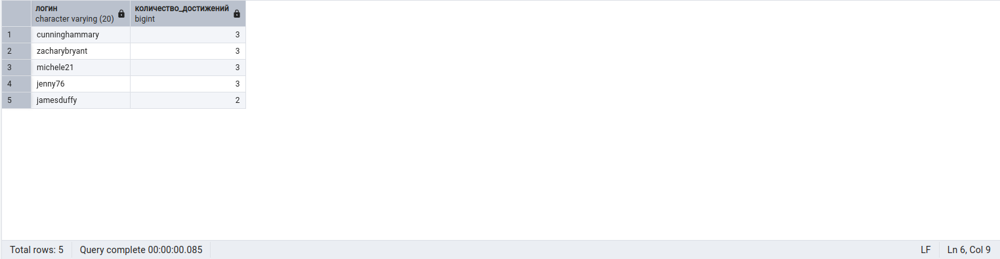 логин количество_достижений
character varying (20) bigint
1 cunninghammary 3
2 zacharybryant 3
3 michele21 3
4 jenny76 3
5 jamesduffy 2
Total rows: 5 Query complete 00:00:00.085 LF Ln 6, Col 9